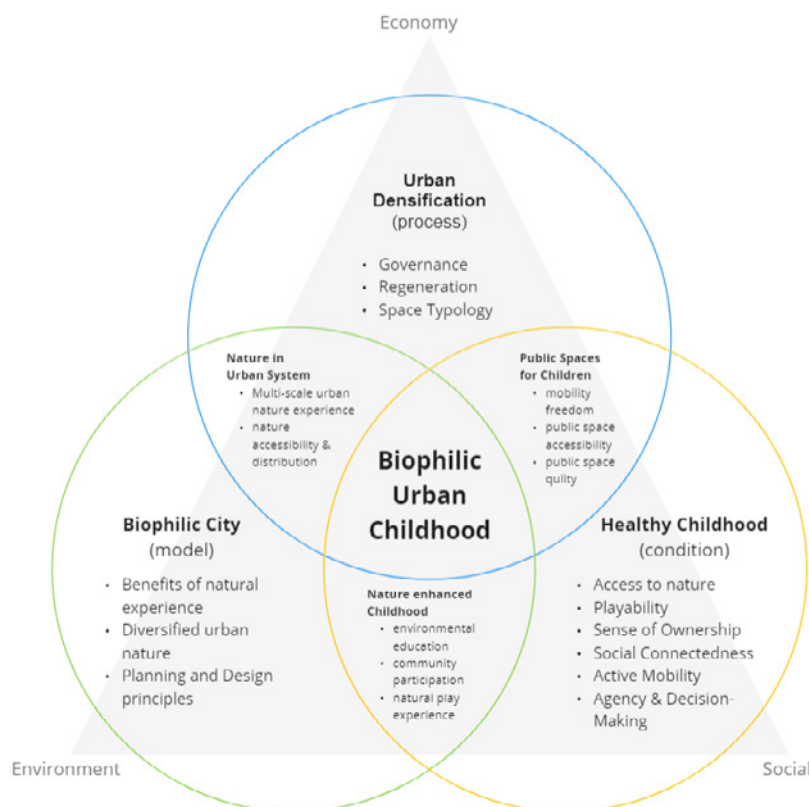 Economy
Urban
Densification
(process)
• Governance
• Regeneration
• Space Typology
Nature in
Urban System
• Multi-scale urban
nature experience
• nature
accessibility &
distribution
Public Spaces
for Children
• mobility
freedom
• public space
accessibility
• public space
qulity
Biophilic
Urban
Childhood
Biophilic City
(model)
• Benefits of natural
experience
• Diversified urban
nature
• Planning and Design
principles
Healthy Childhood
(condition)
• Access to nature
• Playability
• Sense of Ownership
• Social Connectedness
• Active Mobility
• Agency & Decision-
Making
Nature enhanced
Childhood
• environmental
education
• community
participation
• natural play
experience
Environment
Social